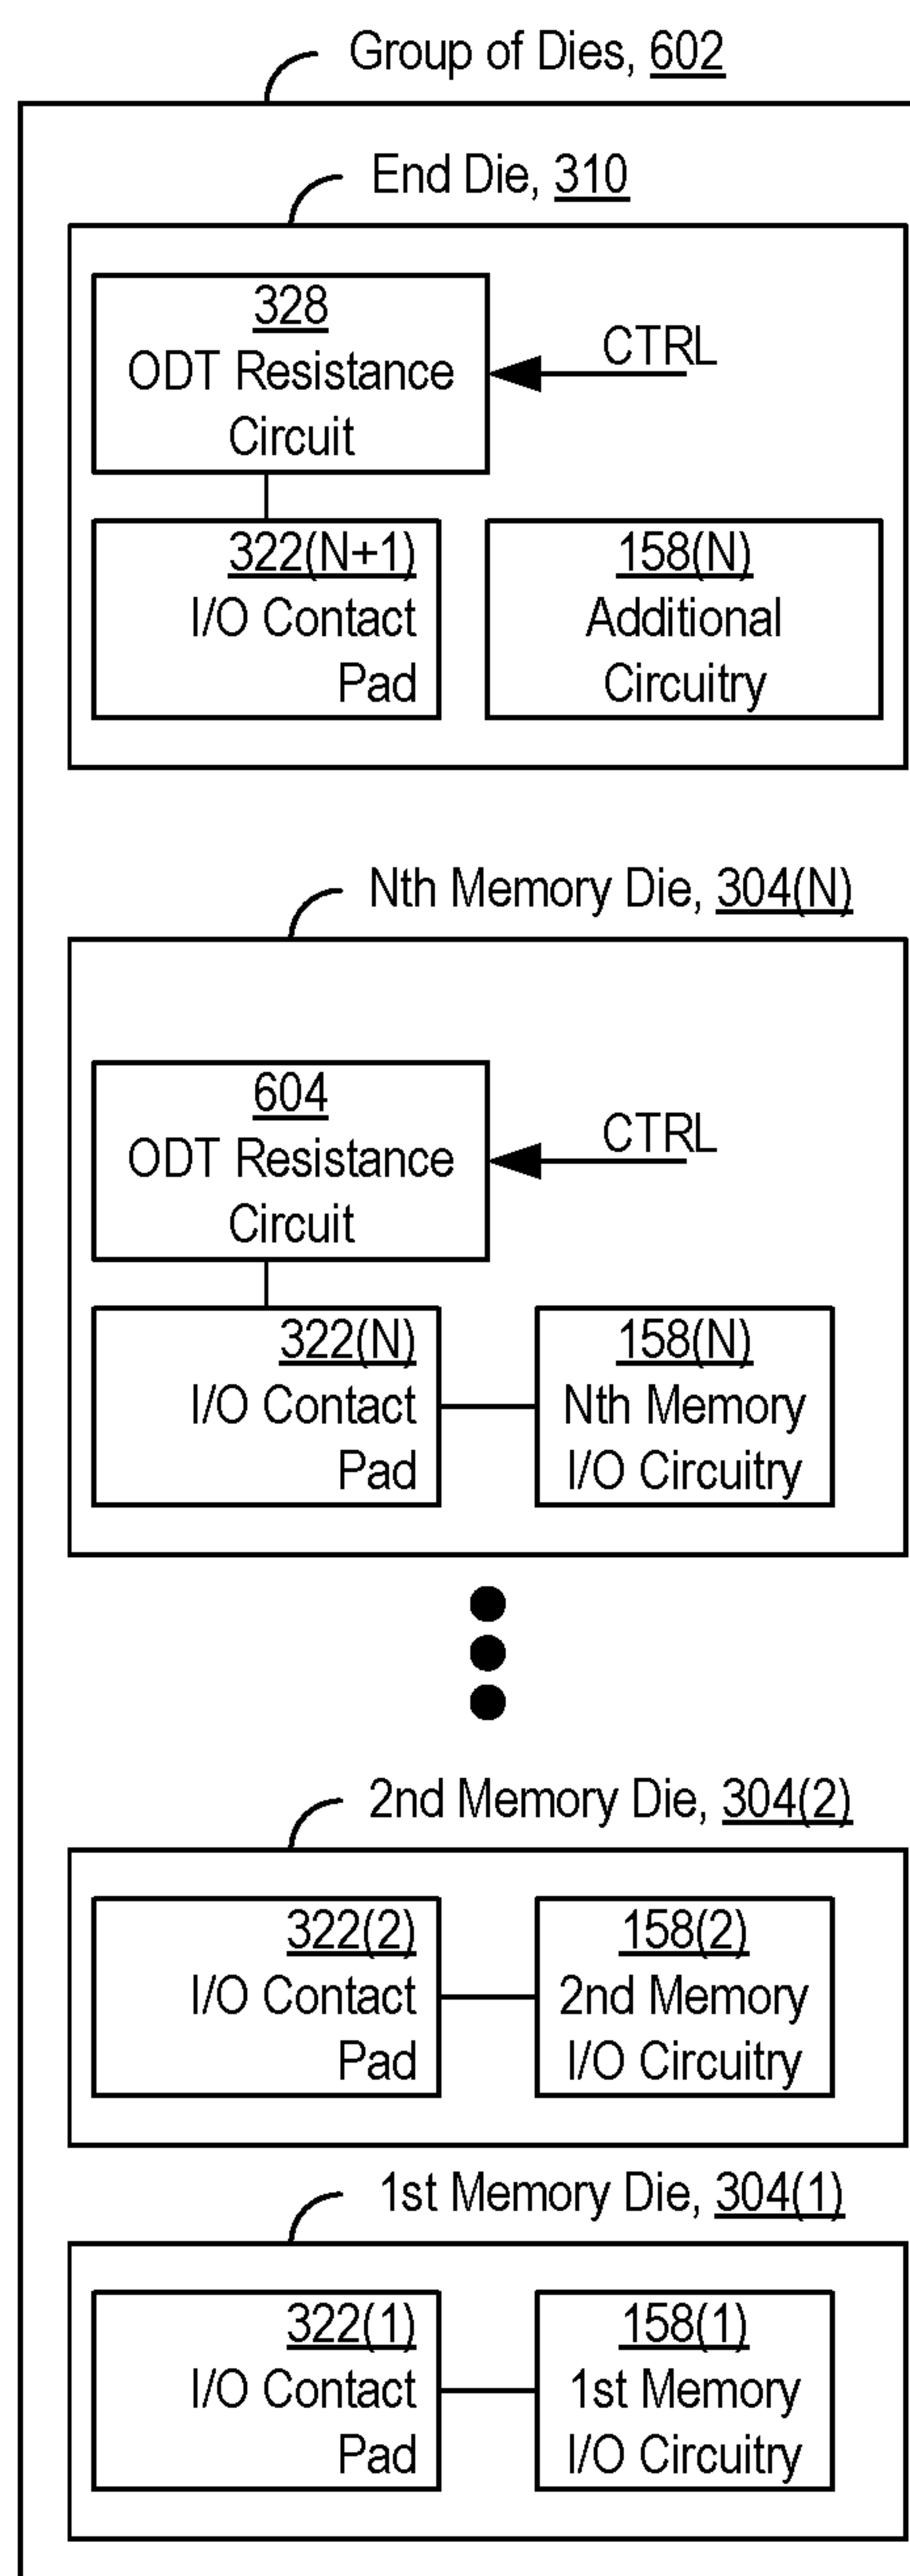 Group of Dies, 602
End Die, 310
328
ODT Resistance
Circuit
CTRL
322(N+1)
I/O Contact
Pad
158(N)
Additional
Circuitry
Nth Memory Die, 304(N)
604
ODT Resistance
Circuit
CTRL
322(N)
I/O Contact
Pad
158(N)
Nth Memory
I/O Circuitry
2nd Memory Die, 304(2)
322(2)
I/O Contact
Pad
158(2)
2nd Memory
I/O Circuitry
1st Memory Die, 304(1)
322(1)
I/O Contact
Pad
158(1)
1st Memory
I/O Circuitry